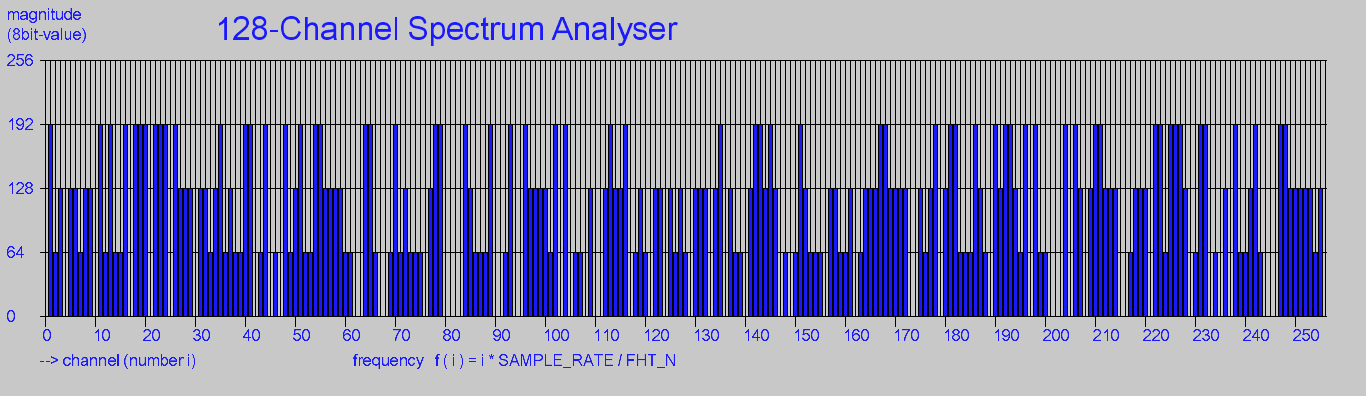 magnitude
(8bit-value)
128-Channel Spectrum Analyser
256
192
128
64
0
0 10 20 30 40 50 60 70 80 90 100 110 120 130 140 150 160 170 180 190 200 210 220 230 240 250
--> channel (number i)
frequency f ( i ) = i * SAMPLE_RATE / FHT_N